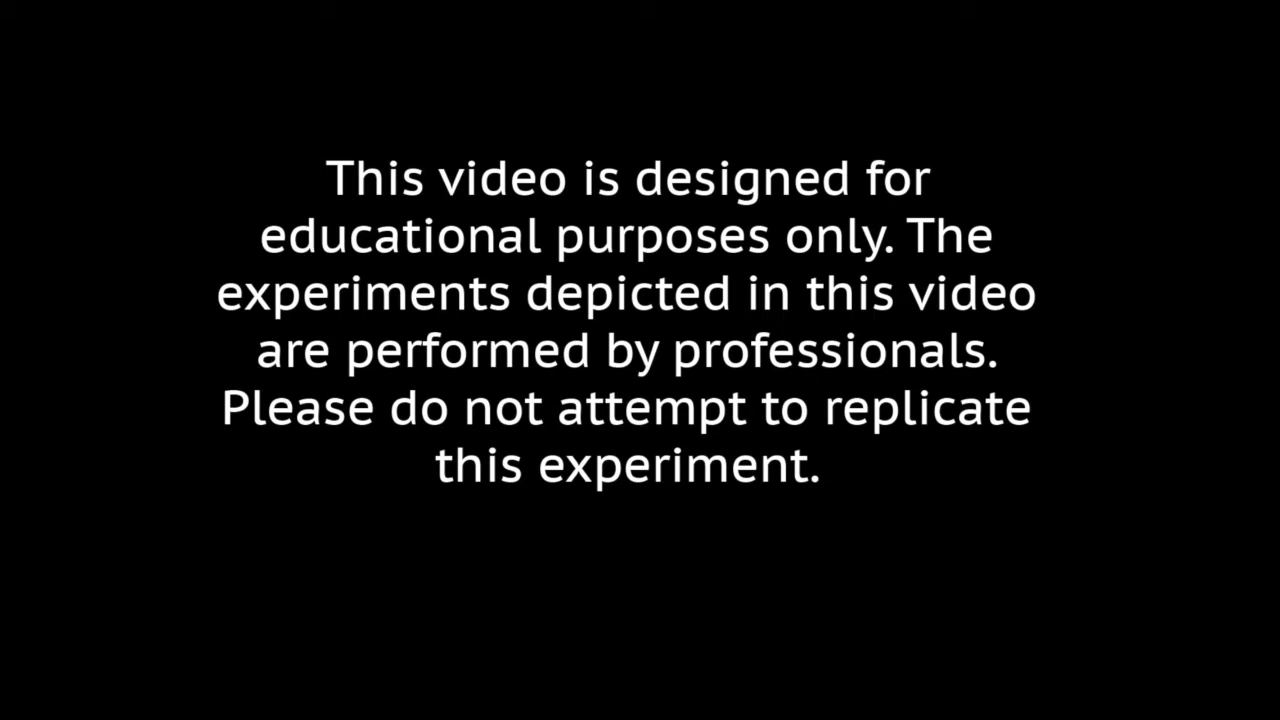 This video is designed for
educational purposes only. The
experiments depicted in this video
are performed by professionals.
Please do not attempt to replicate
this experiment.